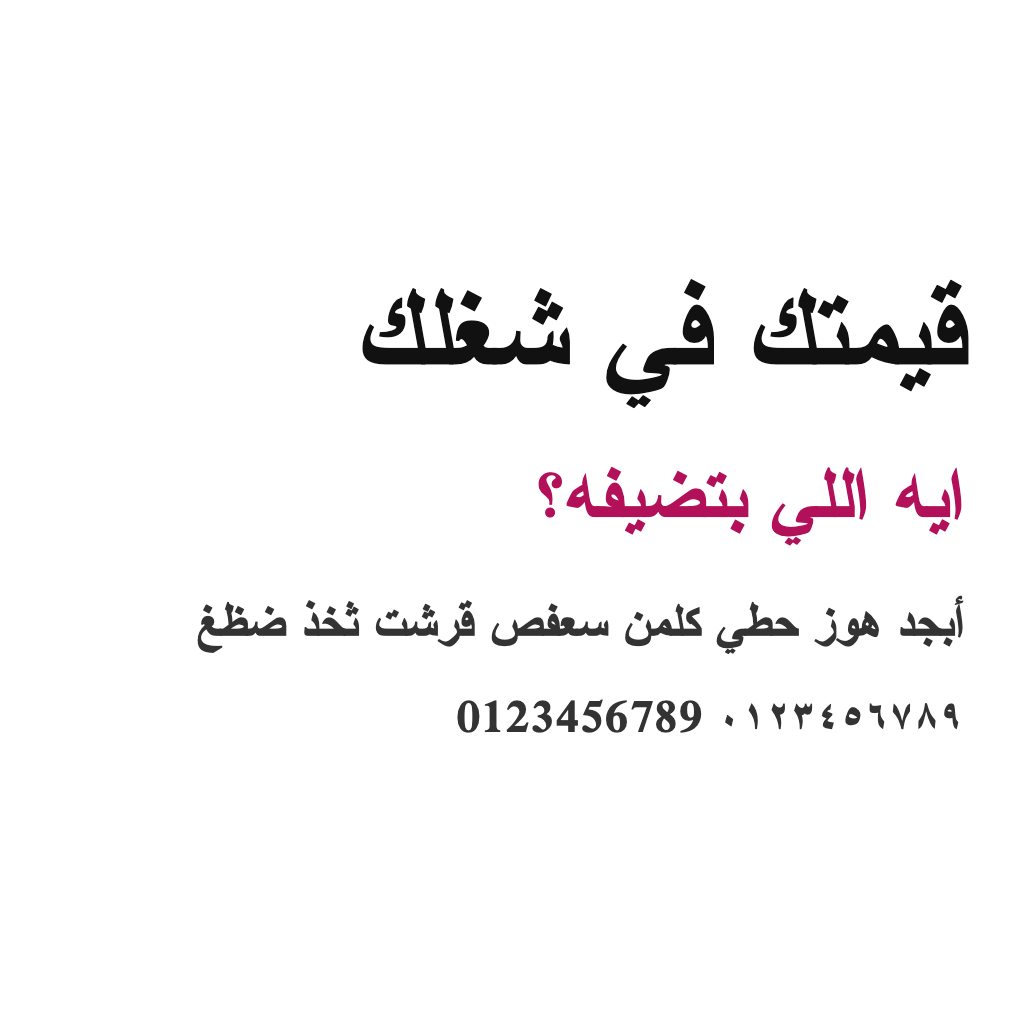 قيمتك في شغلك
ايه اللي بتضيفه؟
أبجد هوز حطي كلمن سعفص قرشت ثخذ ضظغ
0123456789 ٠١٢٣٤٥٦٧٨٩